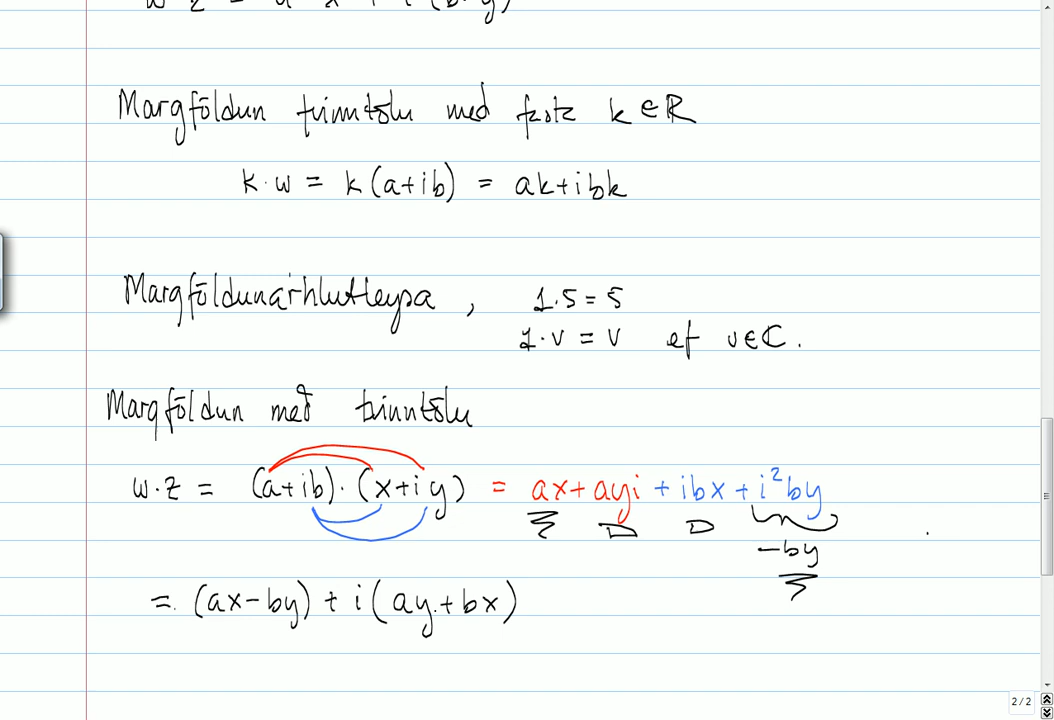 w·z = a·x + i(b·y)
Margföldun tvinntölu með fasta k∈ℝ
k·w = k(a+ib) = ak+ibk
Margföldunarhlutleysa , 1·5 = 5
1·v = v ef v∈ℂ.
Margföldun með tvinntölu
w·z = (a+ib)·(x+iy) = ax+ayi + ibx + i²by
-by
= (ax-by) + i(ay+bx)
2/2